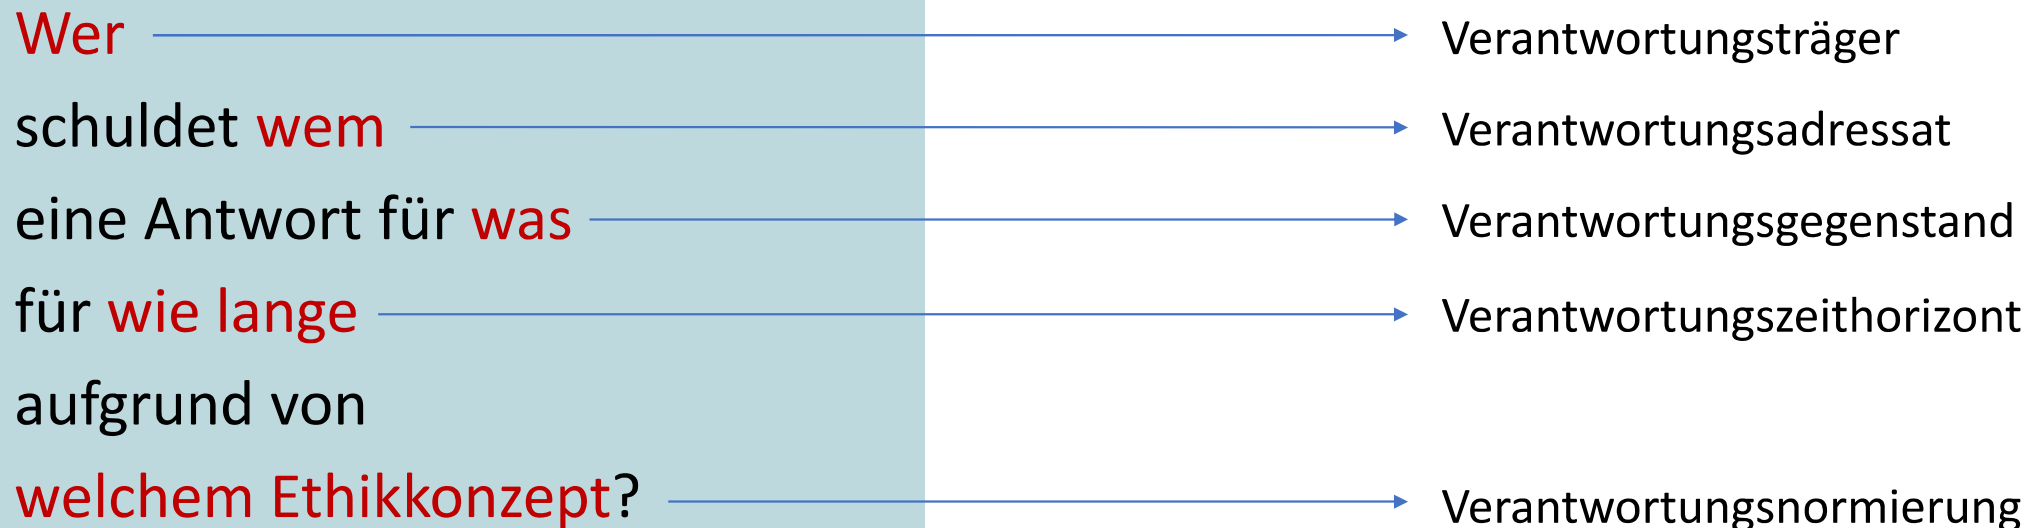 Wer Verantwortungsträger
schuldet wem Verantwortungsadressat
eine Antwort für was Verantwortungsgegenstand
für wie lange Verantwortungszeithorizont
aufgrund von
welchem Ethikkonzept? Verantwortungsnormierung